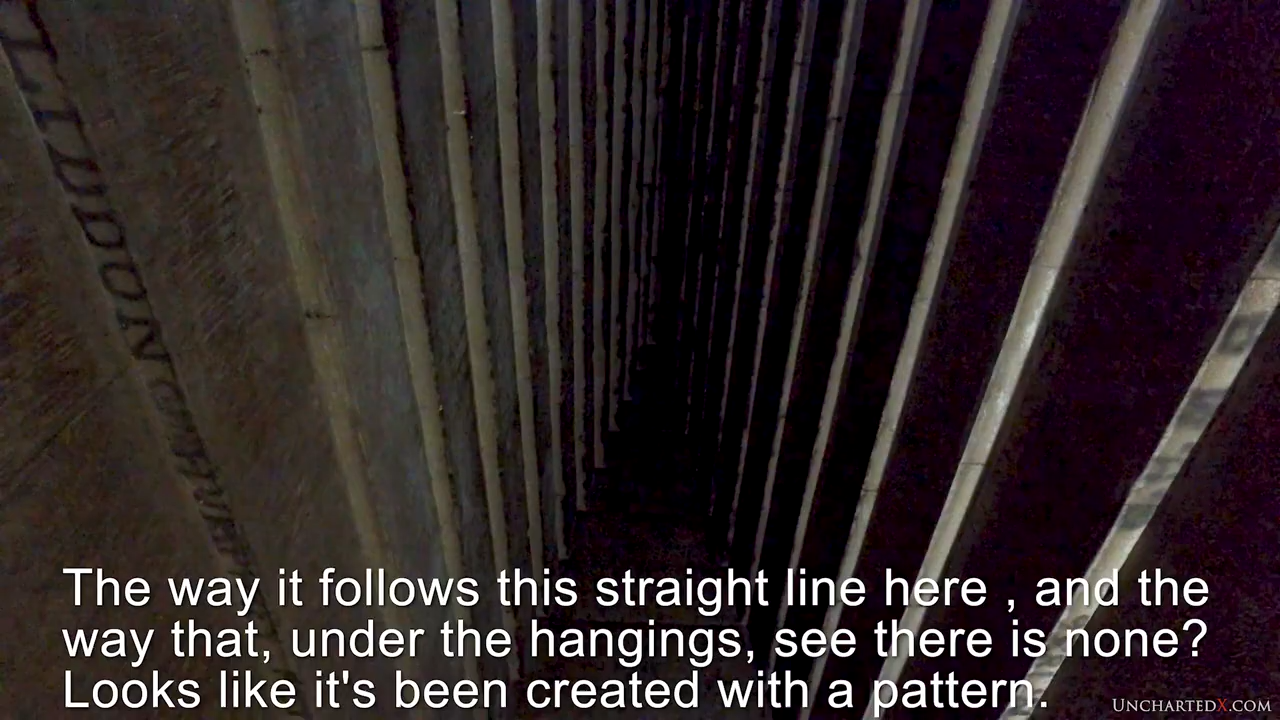 The way it follows this straight line here , and the
way that, under the hangings, see there is none?
Looks like it's been created with a pattern.
UNCHARTEDX.COM